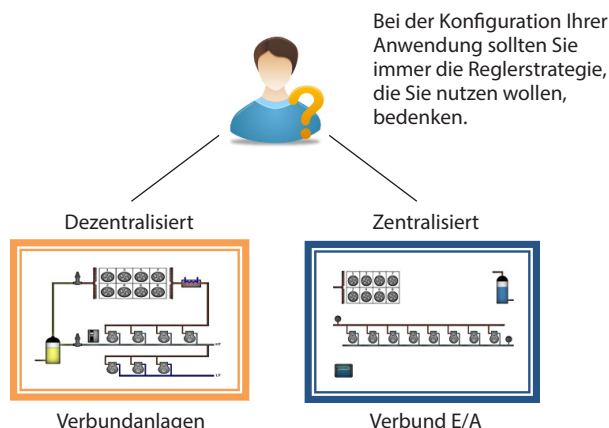 Bei der Konfiguration Ihrer
Anwendung sollten Sie
immer die Reglerstrategie,
die Sie nutzen wollen,
bedenken.
Dezentralisiert
Zentralisiert
Verbundanlagen
Verbund E/A